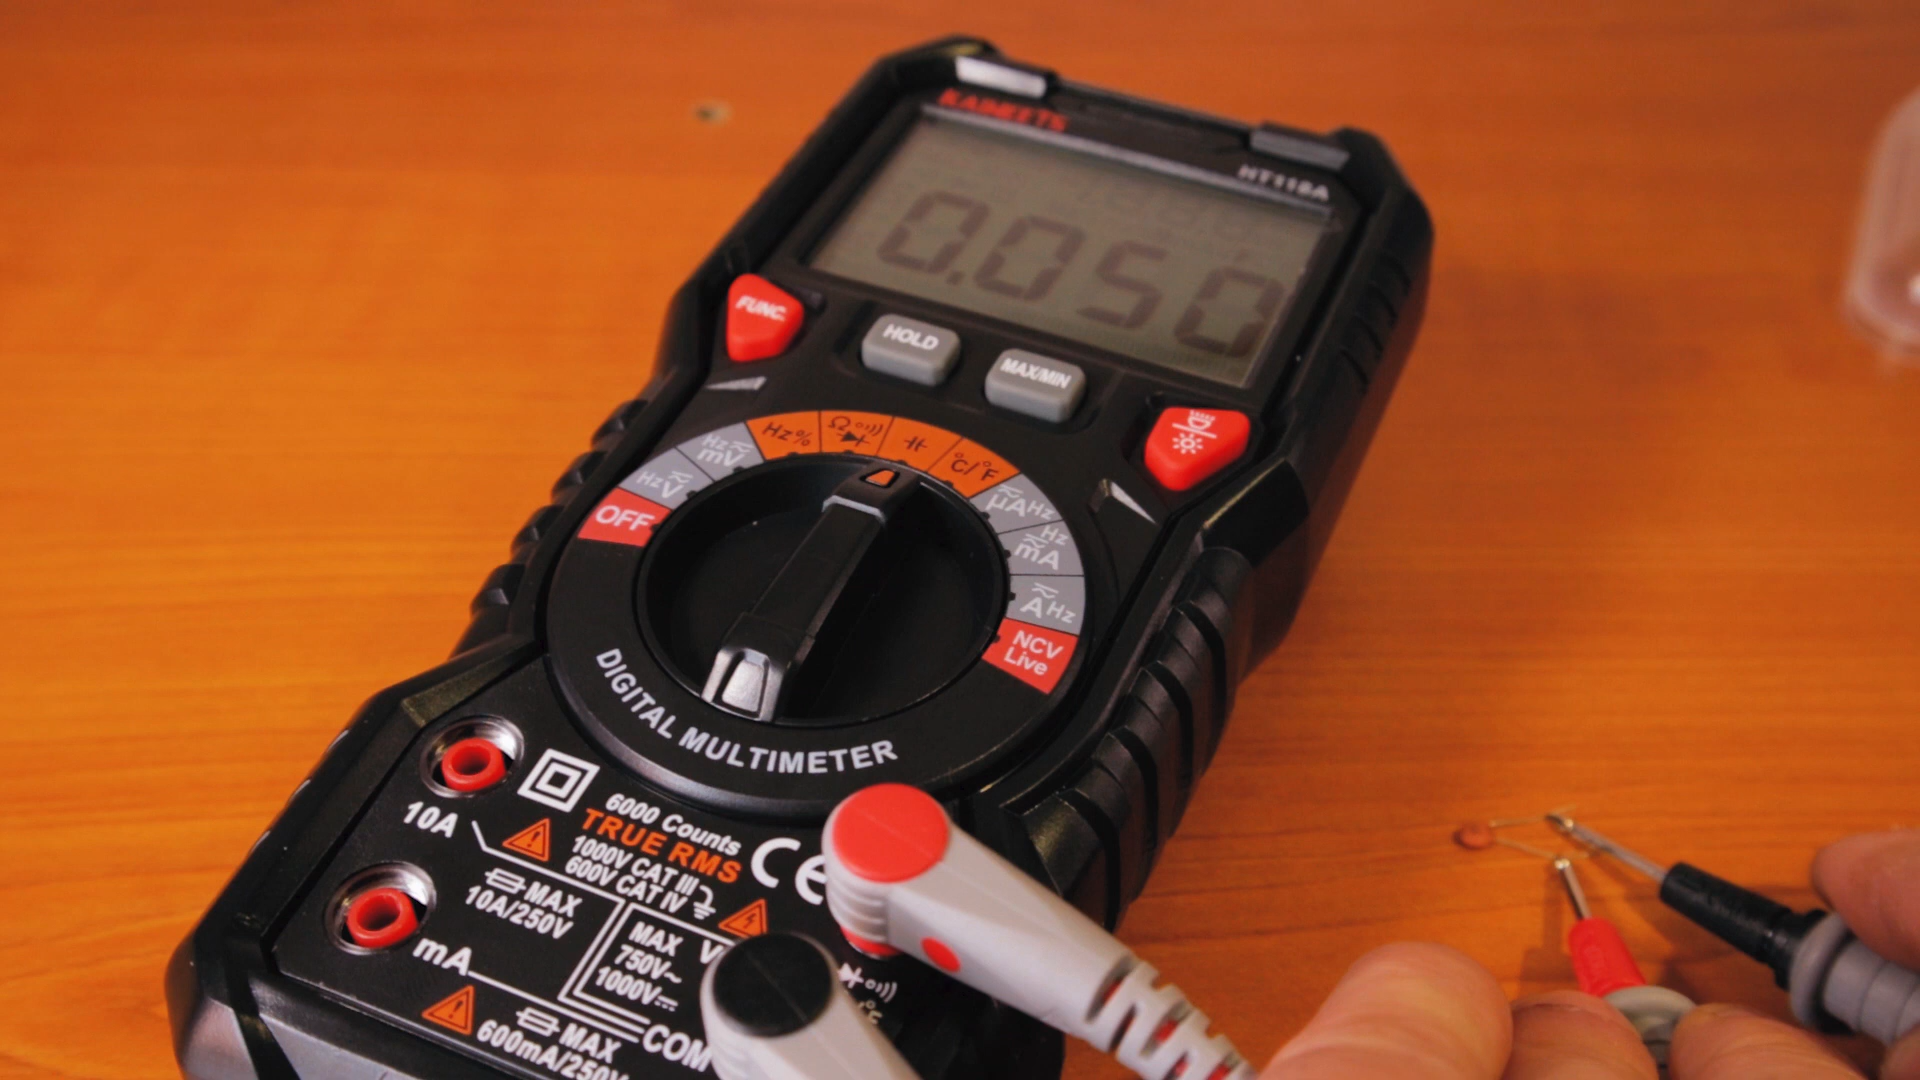 KAIWEETS
HT118A
0.050
FUNC.
HOLD
MAX/MIN
Hz%
Ω
°C/°F
Hz mV
Hz V
OFF
µA Hz
Hz mA
A Hz
NCV
Live
DIGITAL MULTIMETER
10A
6000 Counts
TRUE RMS
1000V CAT III
600V CAT IV
CE
MAX
10A/250V
mA
MAX
750V~
1000V
V
COM
MAX
600mA/250V
°C